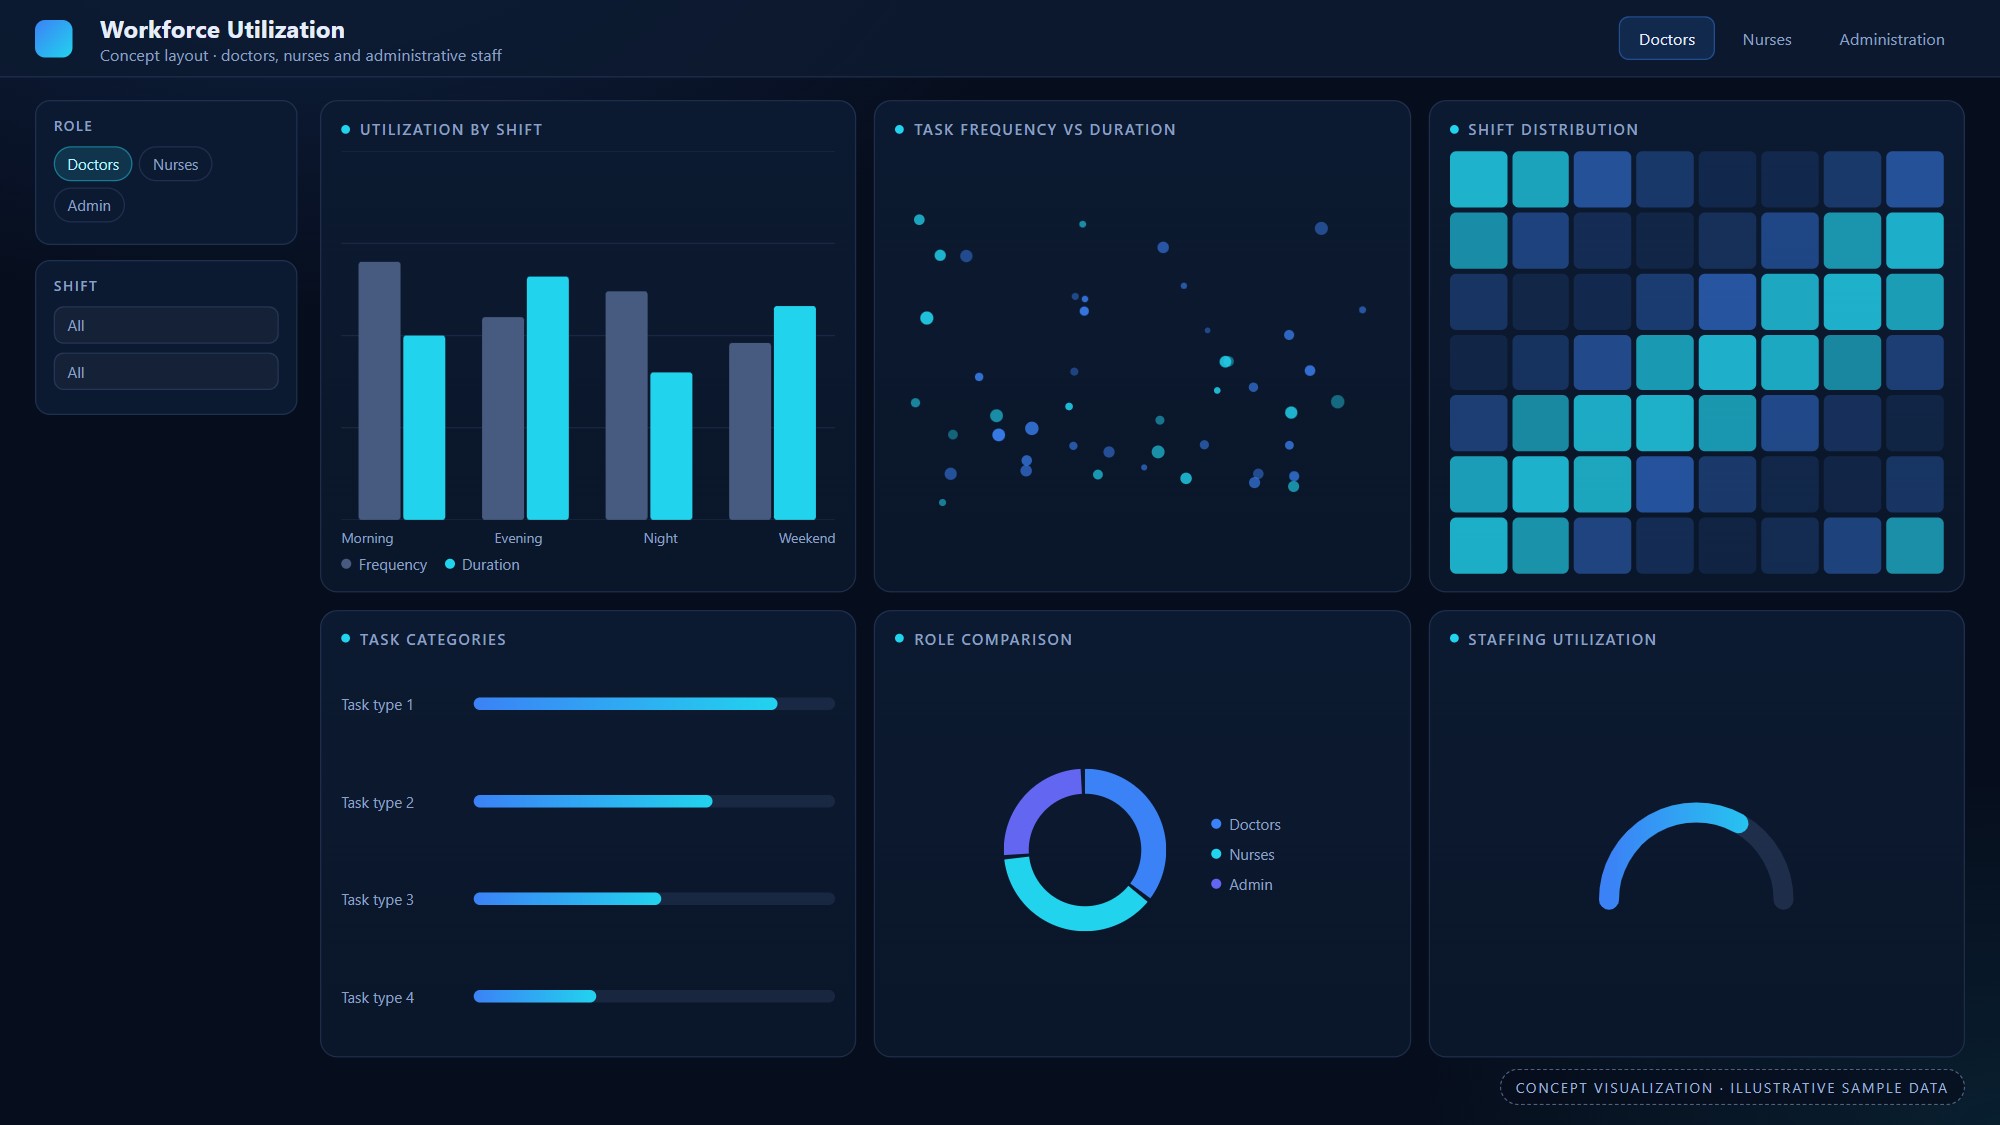 Workforce Utilization
Concept layout · doctors, nurses and administrative staff
Doctors
Nurses
Administration
ROLE
Doctors
Nurses
Admin
SHIFT
All
All
UTILIZATION BY SHIFT
Morning
Evening
Night
Weekend
Frequency
Duration
TASK FREQUENCY VS DURATION
SHIFT DISTRIBUTION
TASK CATEGORIES
Task type 1
Task type 2
Task type 3
Task type 4
ROLE COMPARISON
Doctors
Nurses
Admin
STAFFING UTILIZATION
CONCEPT VISUALIZATION · ILLUSTRATIVE SAMPLE DATA